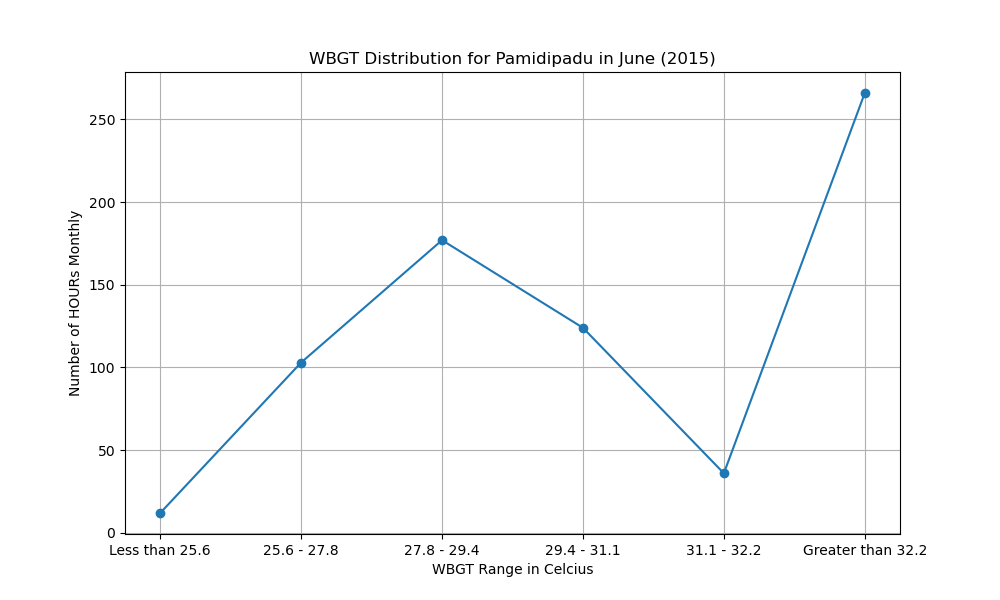 WBGT Distribution for Pamidipadu in June (2015)
Number of HOURs Monthly
250
200
150
100
50
0
Less than 25.6
25.6 - 27.8
27.8 - 29.4
29.4 - 31.1
31.1 - 32.2
Greater than 32.2
WBGT Range in Celcius